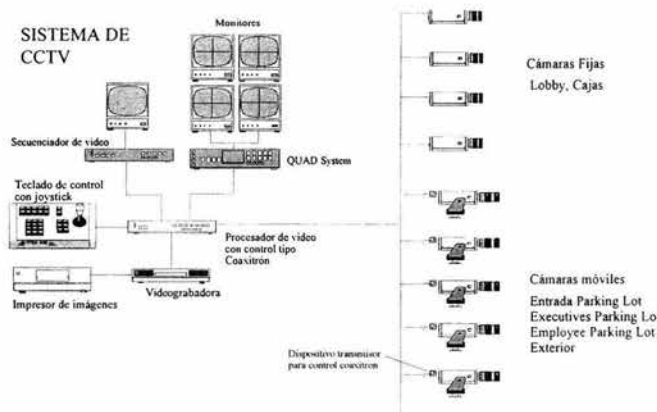 SISTEMA DE
CCTV
Monitores
Secuenciador de video
QUAD System
Teclado de control
con joystick
Procesador de video
con control tipo
Coaxitrón
Impresor de imágenes
Videograbadora
Cámaras Fijas
Lobby, Cajas
Cámaras móviles
Entrada Parking Lot
Executives Parking Lo
Employee Parking Lot
Exterior
Dispositivo transmisor
para control coaxitron